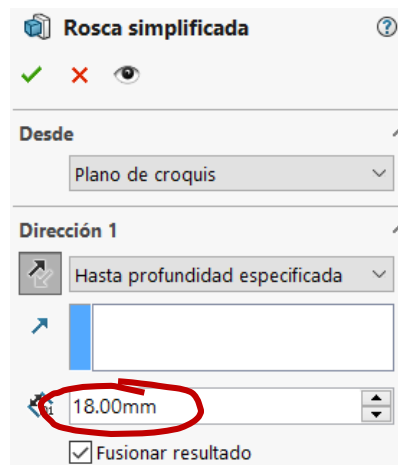 Rosca simplificada
Desde
Plano de croquis
Dirección 1
Hasta profundidad especificada
18.00mm
Fusionar resultado